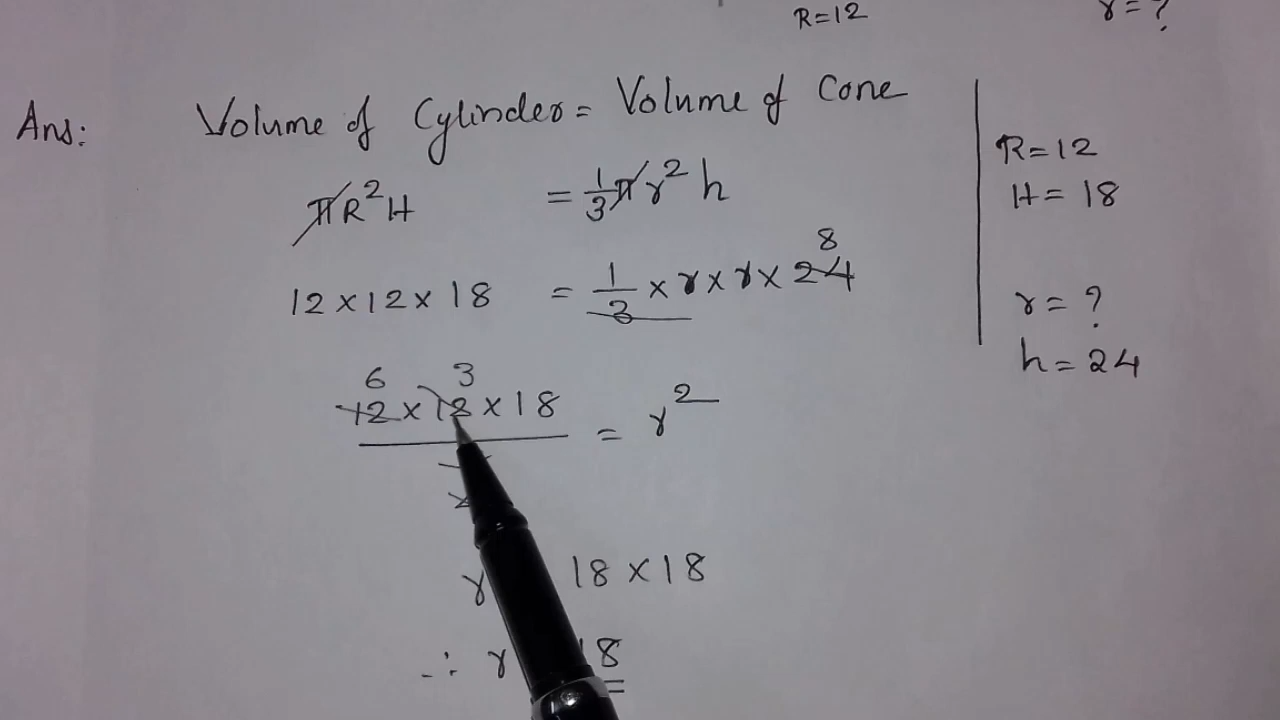 R=12 r=?
Ans: Volume of Cylinder = Volume of Cone
πR²H = 1/3 πr²h
8
12×12×18 = 1/3 × r × r × 24
6 3
12×12×18 = r²
r 18×18
∴ r 18
R=12
H=18
r=?
h=24